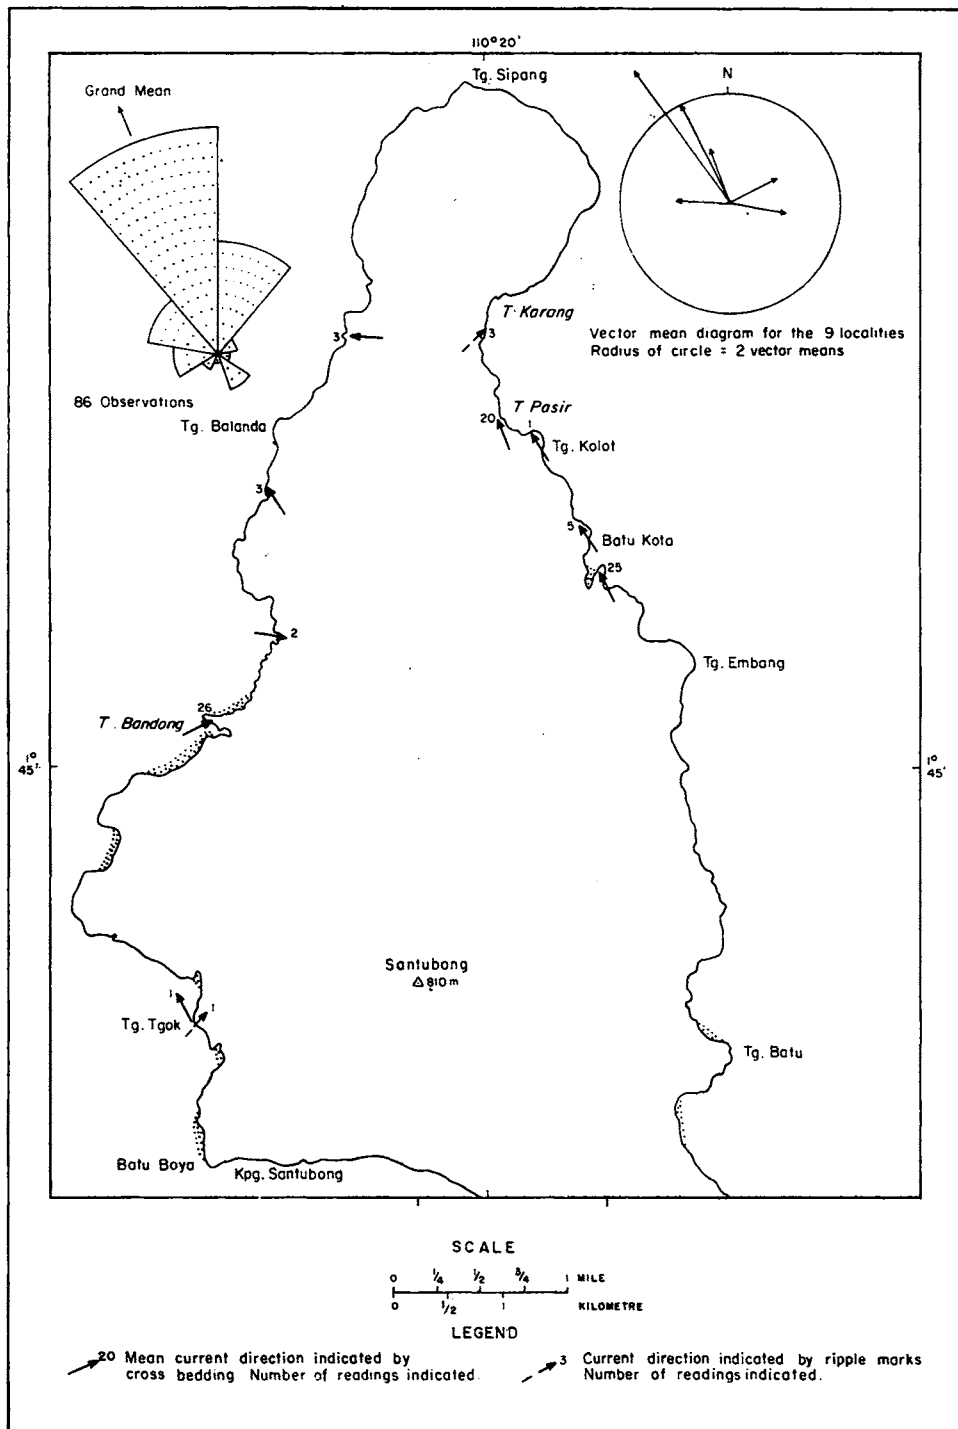 110° 20'
Tg. Sipang
N
Grand Mean
T. Karang
3
3
Vector mean diagram for the 9 localities
Radius of circle = 2 vector means
86 Observations
T Pasir
20
1
Tg. Balanda
Tg. Kolot
3
5
Batu Kota
25
2
Tg. Embang
26
T. Bandong
1°
45'
1°
45'
Santubong
810 m
1
1
Tg. Tgok
Tg. Batu
Batu Boya
Kpg. Santubong
SCALE
0 1/4 1/2 3/4 1 MILE
0 1/2 1 KILOMETRE
LEGEND
20 Mean current direction indicated by
cross bedding Number of readings indicated.
3 Current direction indicated by ripple marks
Number of readings indicated.